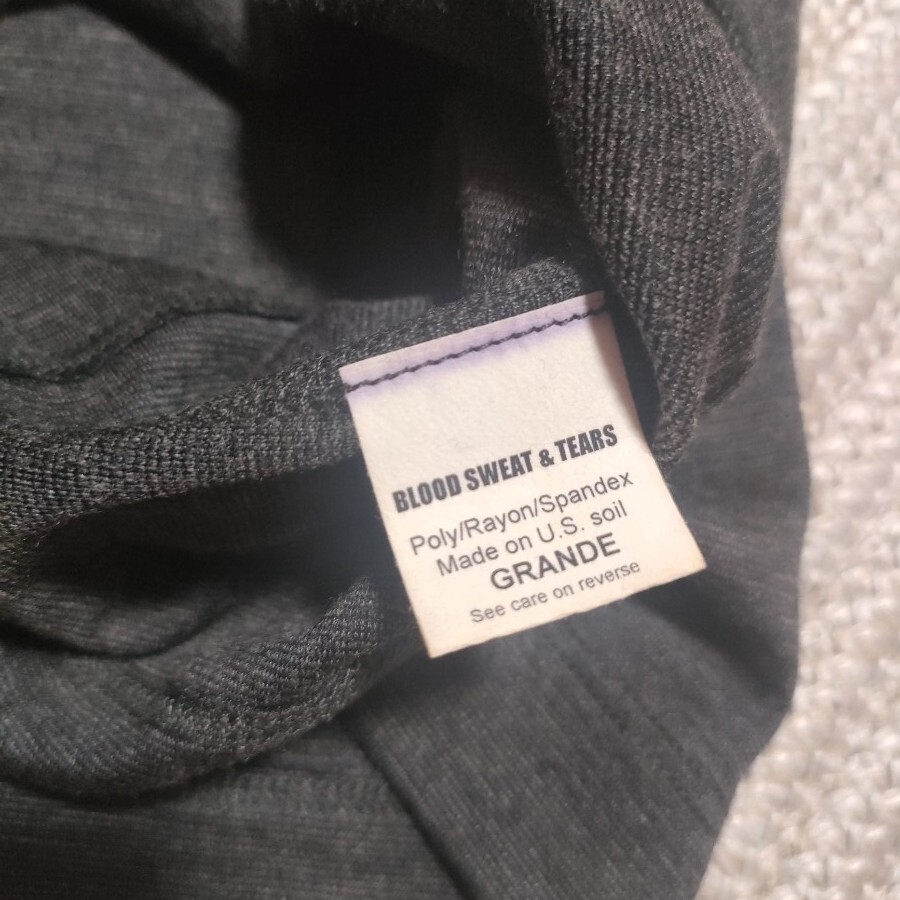 BLOOD SWEAT & TEARS
Poly/Rayon/Spandex
Made on U.S. soil
GRANDE
See care on reverse